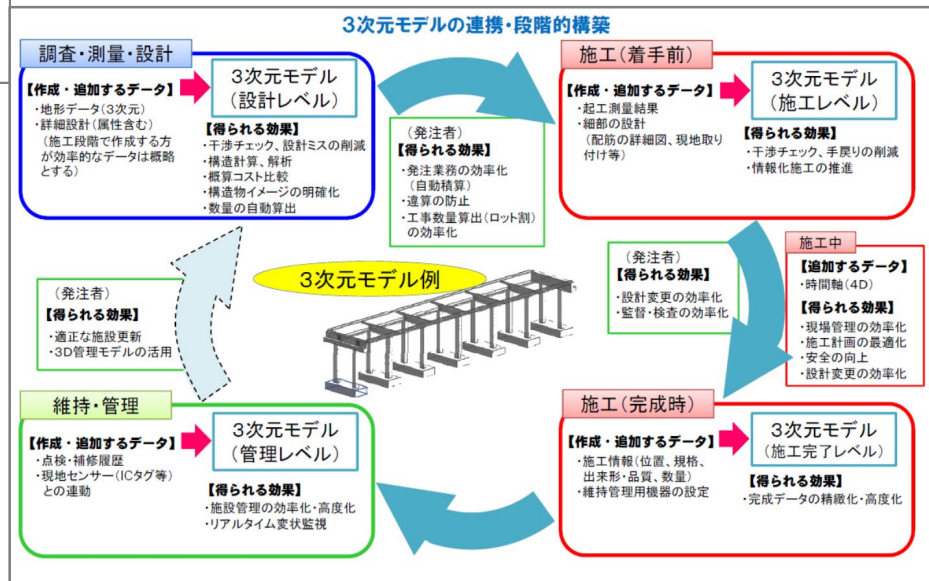 3次元モデルの連携・段階的構築
調査・測量・設計
【作成・追加するデータ】
・地形データ(3次元)
・詳細設計(属性含む)
(施工段階で作成する方
が効率的なデータは概略
とする)
3次元モデル
(設計レベル)
【得られる効果】
・干渉チェック、設計ミスの削減
・構造計算、解析
・概算コスト比較
・構造物イメージの明確化
・数量の自動算出
(発注者)
【得られる効果】
・発注業務の効率化
(自動積算)
・違算の防止
・工事数量算出(ロット割)
の効率化
施工(着手前)
【作成・追加するデータ】
・起工測量結果
・細部の設計
(配筋の詳細図、現地取り
付け等)
3次元モデル
(施工レベル)
【得られる効果】
・干渉チェック、手戻りの削減
・情報化施工の推進
(発注者)
【得られる効果】
・設計変更の効率化
・監督・検査の効率化
施工中
【追加するデータ】
・時間軸(4D)
【得られる効果】
・現場管理の効率化
・施工計画の最適化
・安全の向上
・設計変更の効率化
3次元モデル例
(発注者)
【得られる効果】
・適正な施設更新
・3D管理モデルの活用
維持・管理
【作成・追加するデータ】
・点検・補修履歴
・現地センサー(ICタグ等)
との連動
3次元モデル
(管理レベル)
【得られる効果】
・施設管理の効率化・高度化
・リアルタイム変状監視
施工(完成時)
【作成・追加するデータ】
・施工情報(位置、規格、
出来形・品質、数量)
・維持管理用機器の設定
3次元モデル
(施工完了レベル)
【得られる効果】
・完成データの精緻化・高度化